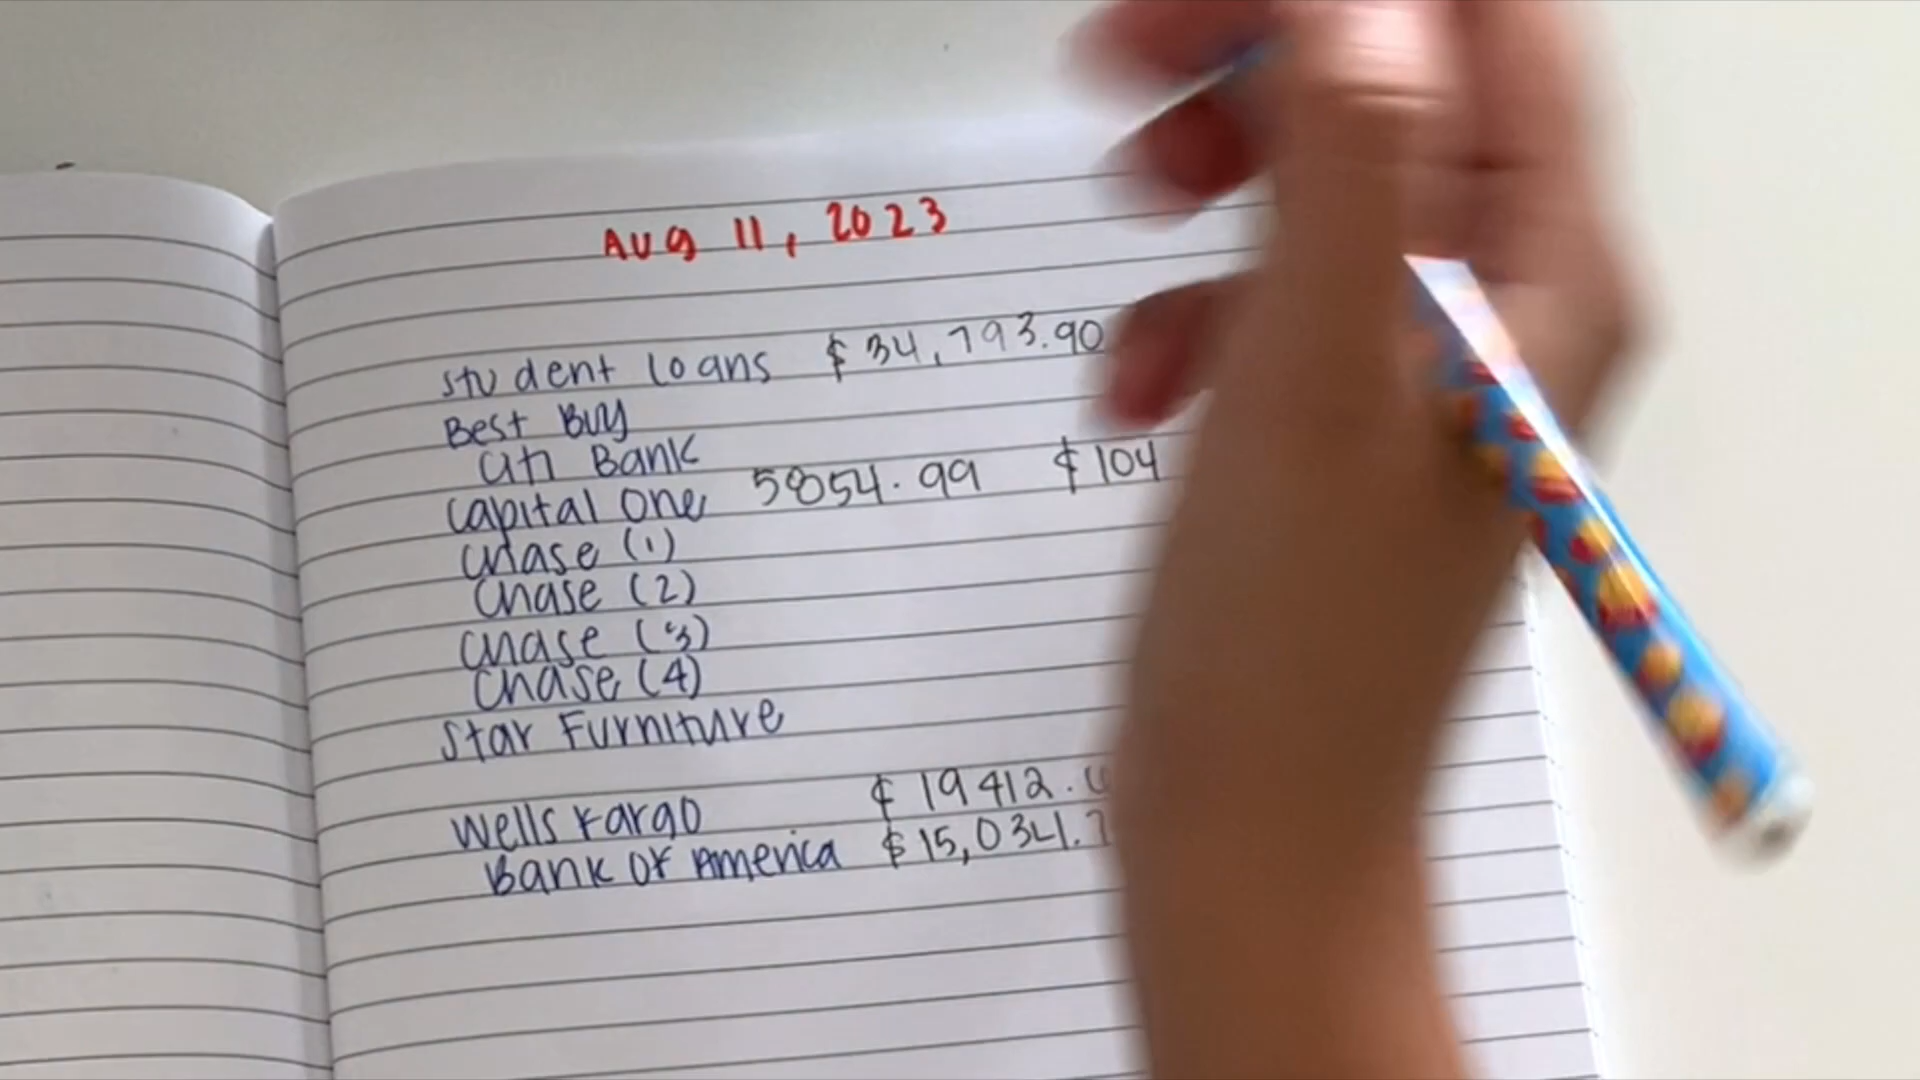 Aug 11, 2023
Student loans $34,793.90
Best Buy
Citi Bank
Capital One 5854.99 $104
Chase (1)
Chase (2)
Chase (3)
Chase (4)
Star Furniture
Wells Fargo $19412.
Bank Of America $15,034.7